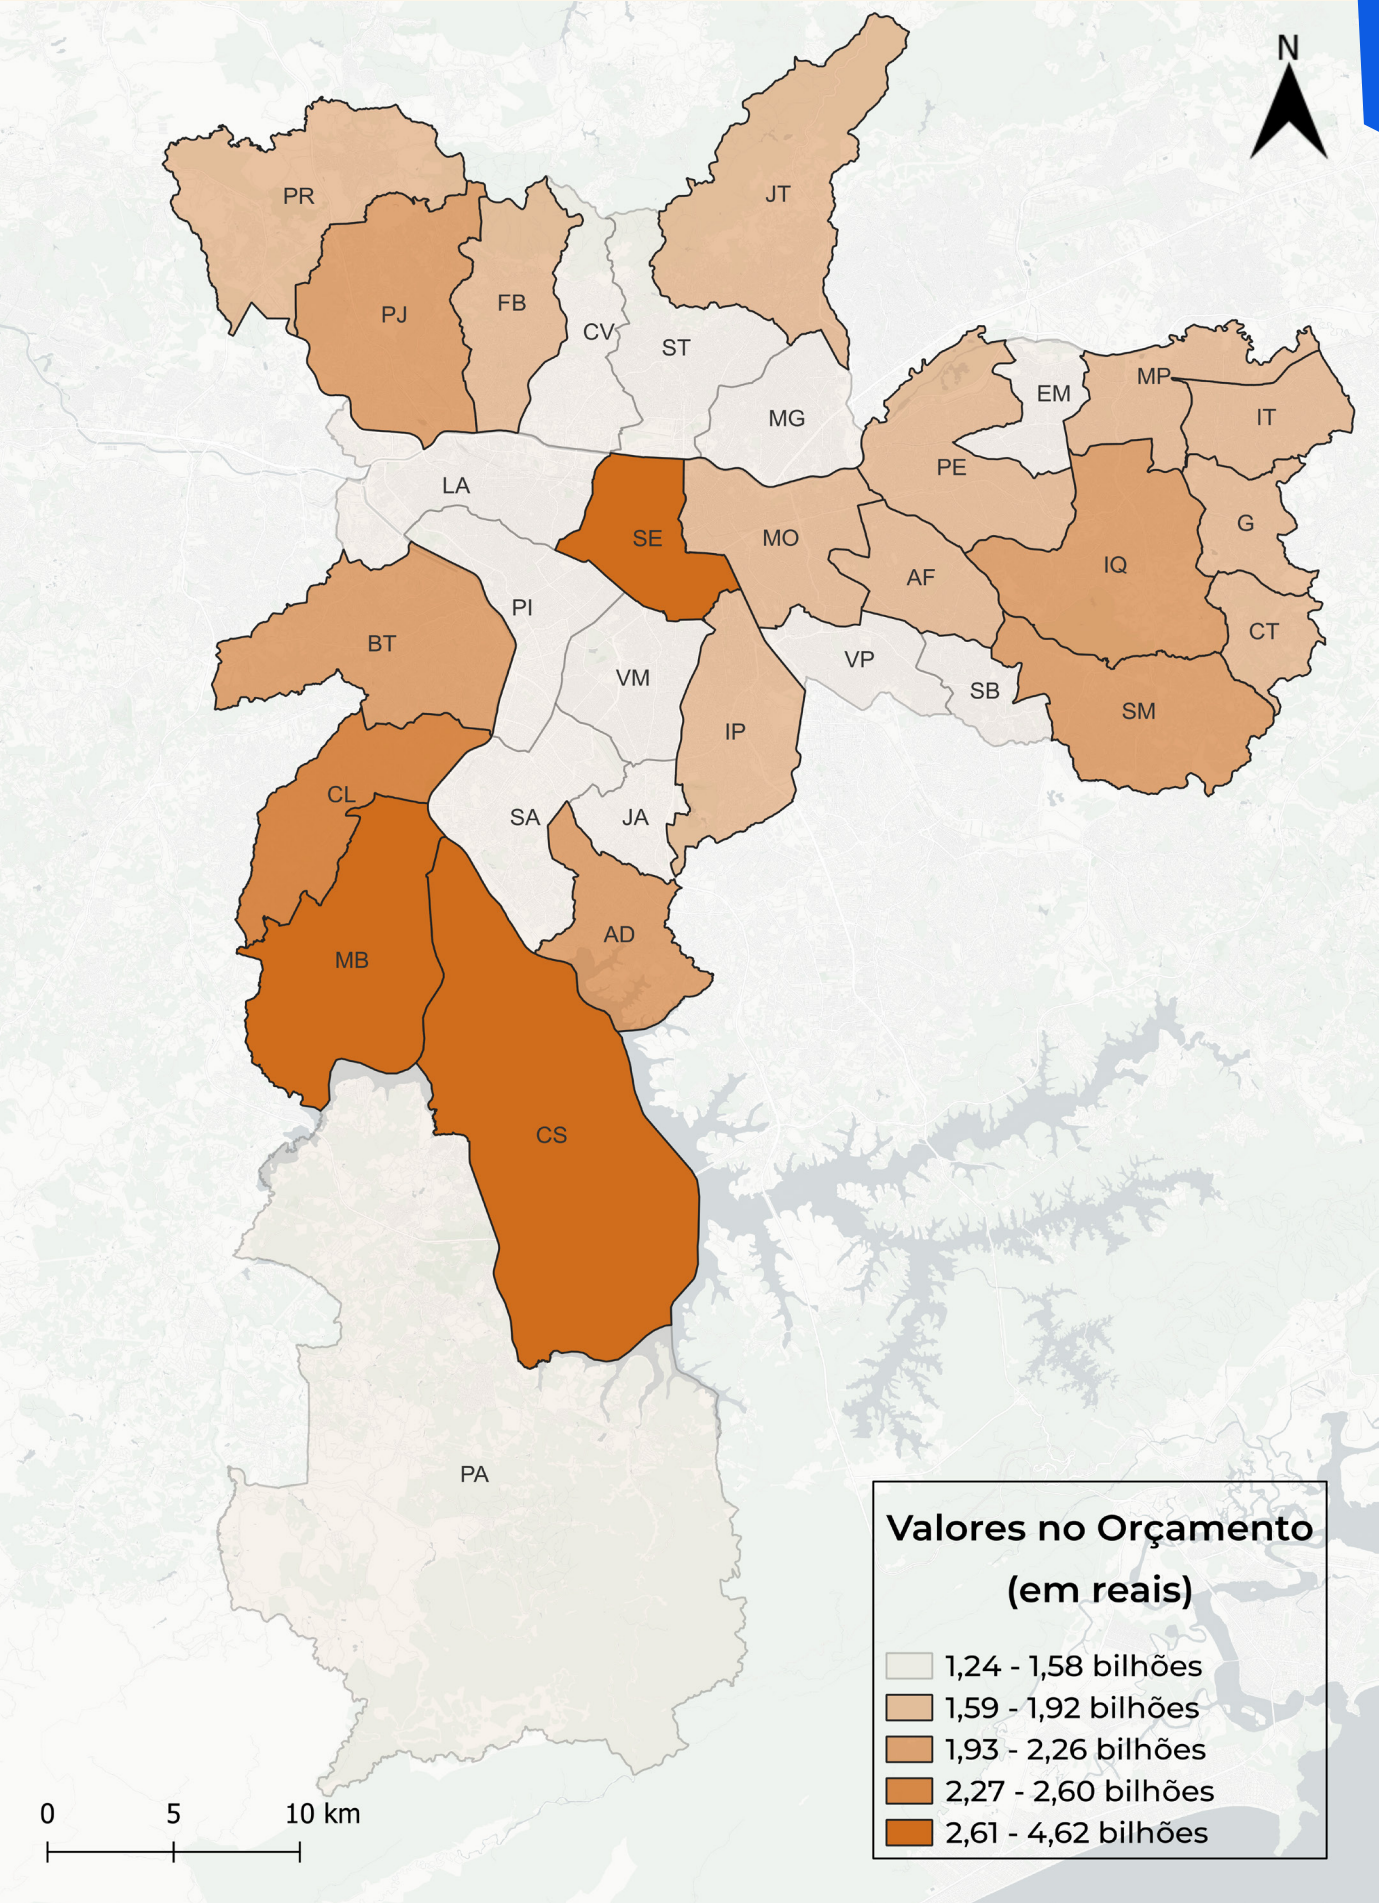 N
PR
JT
PJ
FB
CV
ST
MG
EM
MP
IT
PE
LA
SE
MO
AF
G
IQ
CT
PI
BT
VM
VP
SB
SM
IP
CL
SA
JA
AD
MB
CS
PA
Valores no Orçamento
(em reais)
1,24 - 1,58 bilhões
1,59 - 1,92 bilhões
1,93 - 2,26 bilhões
2,27 - 2,60 bilhões
2,61 - 4,62 bilhões
0 5 10 km